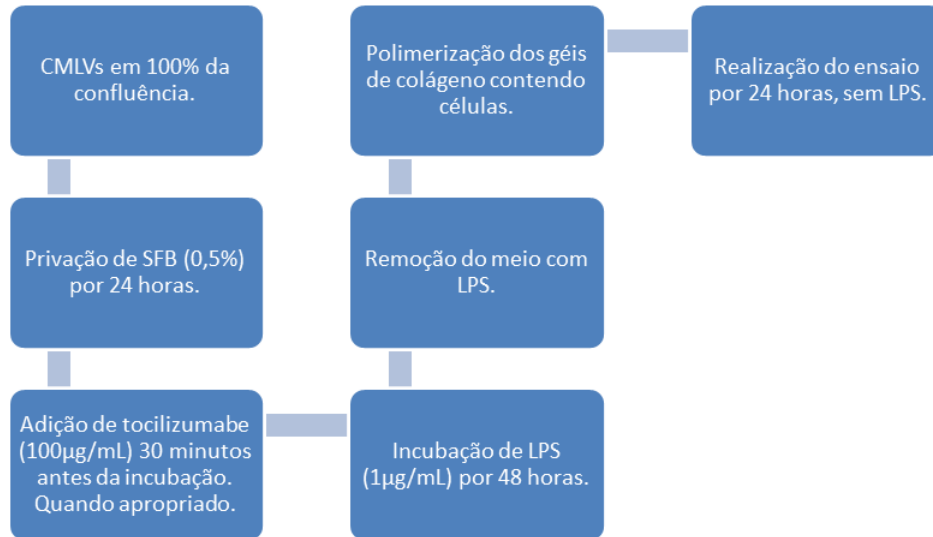 CMLVs em 100% da
confluência.
Privação de SFB (0,5%)
por 24 horas.
Adição de tocilizumabe
(100µg/mL) 30 minutos
antes da incubação.
Quando apropriado.
Incubação de LPS
(1µg/mL) por 48 horas.
Remoção do meio com
LPS.
Polimerização dos géis
de colágeno contendo
células.
Realização do ensaio
por 24 horas, sem LPS.